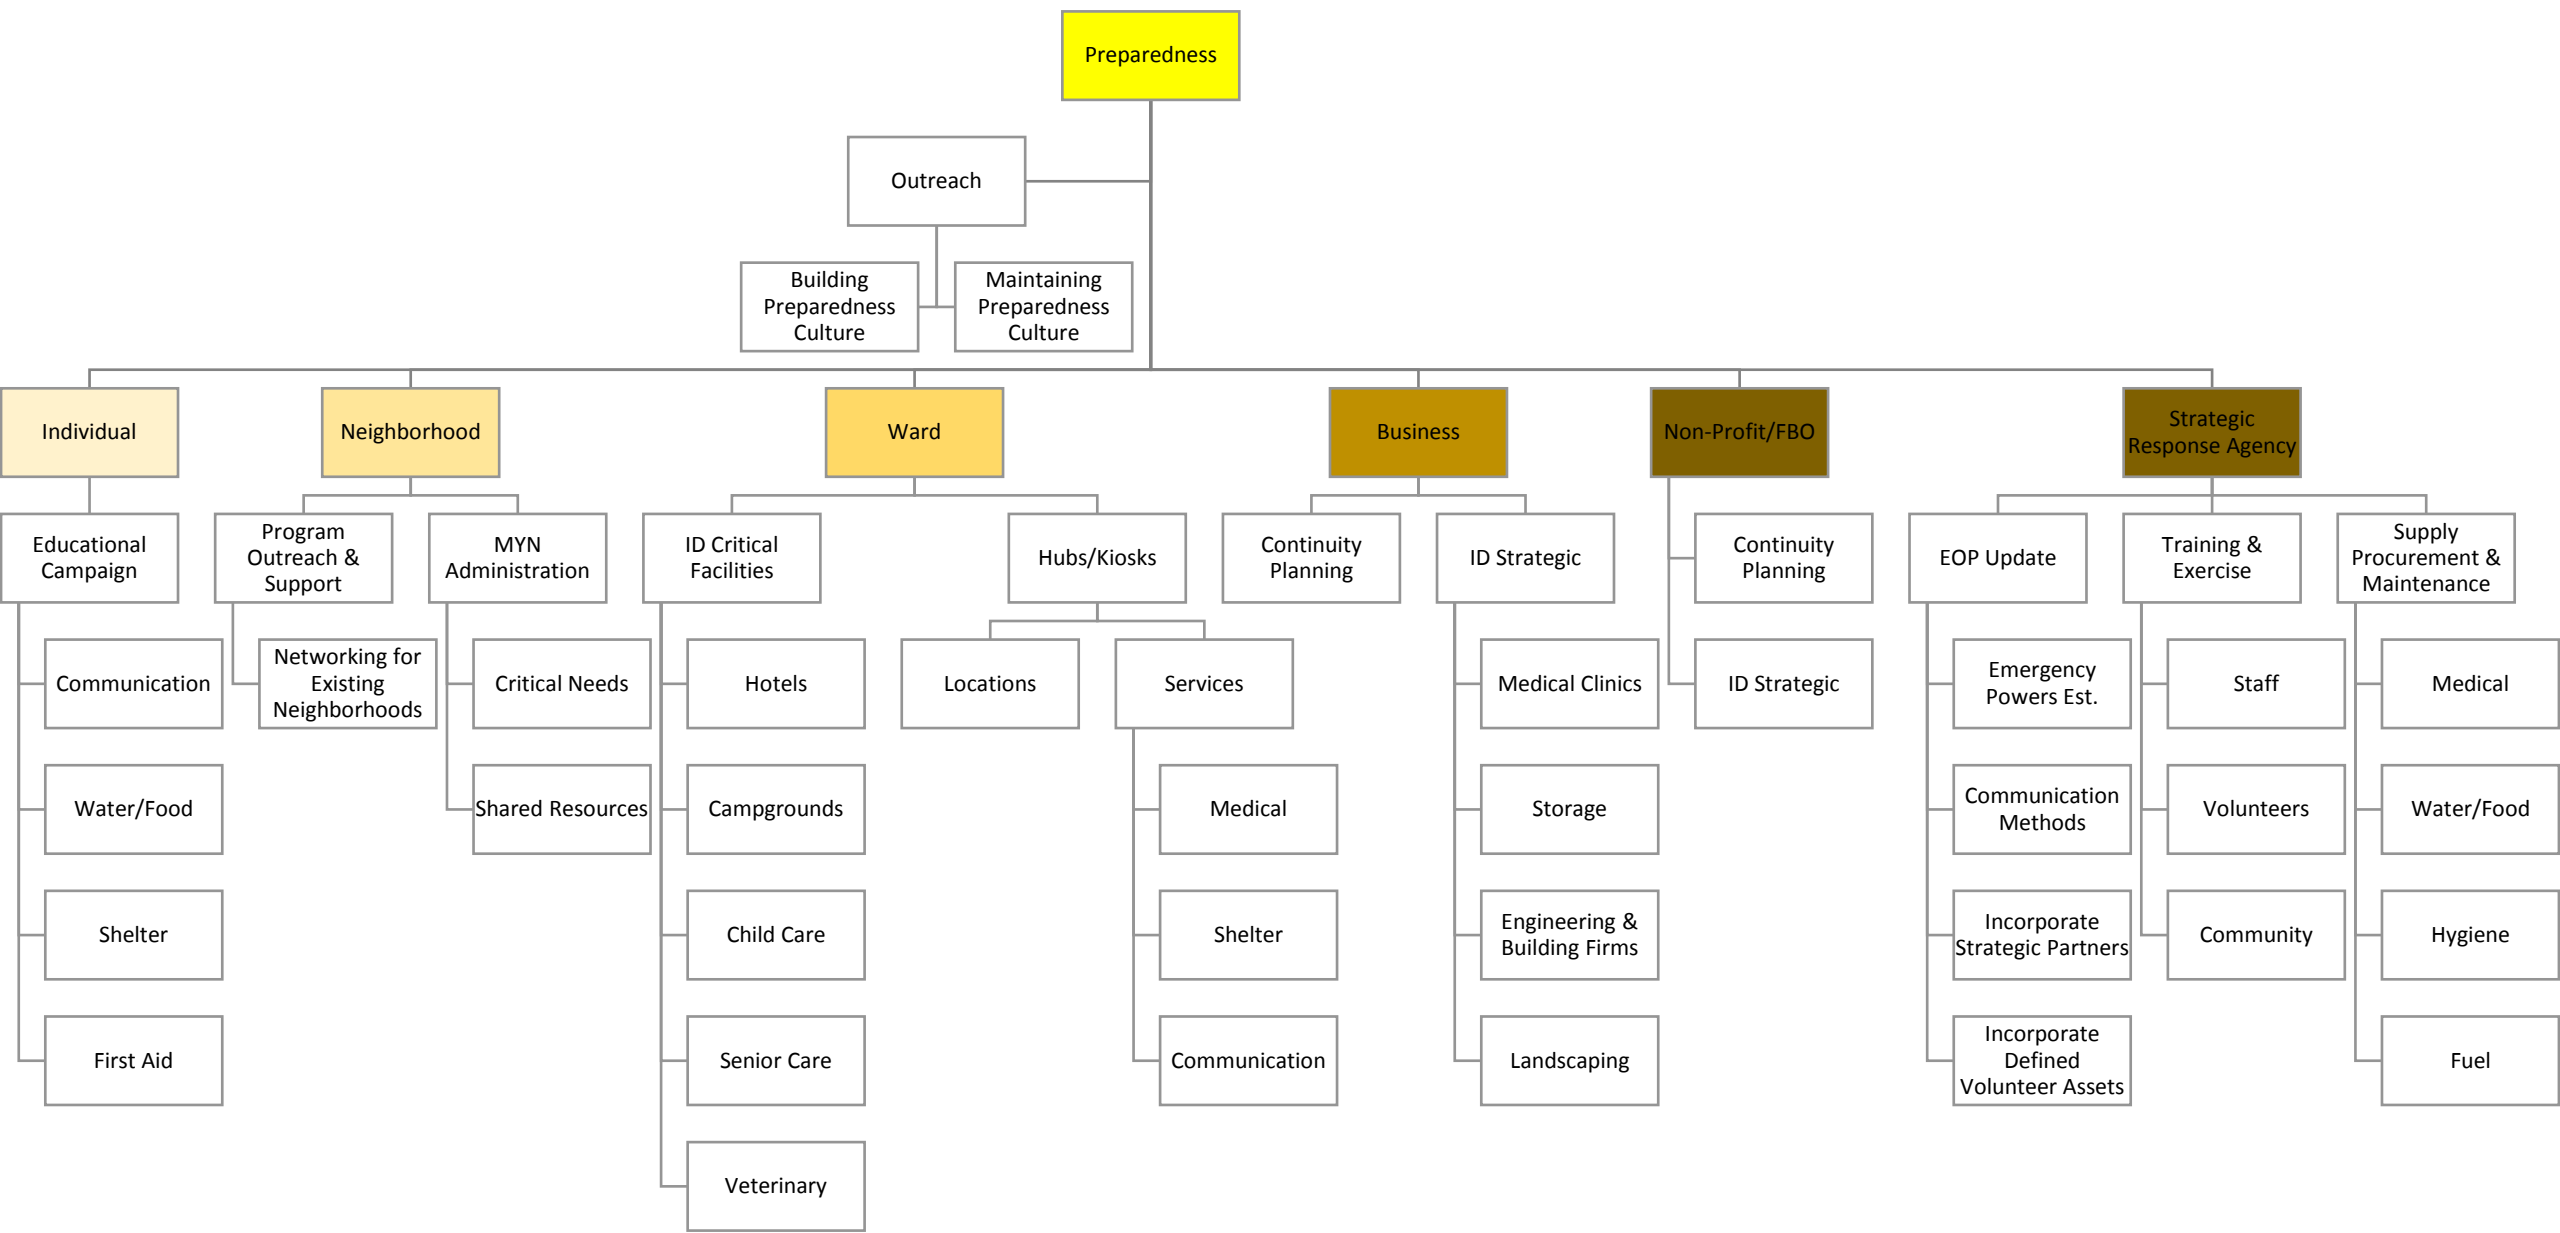 Preparedness
Outreach
Building
Preparedness
Culture
Maintaining
Preparedness
Culture
Individual
Neighborhood
Ward
Business
Non-Profit/FBO
Strategic
Response Agency
Educational
Campaign
Program
Outreach &
Support
MYN
Administration
ID Critical
Facilities
Hubs/Kiosks
Continuity
Planning
ID Strategic
Continuity
Planning
EOP Update
Training &
Exercise
Supply
Procurement &
Maintenance
Communication
Networking for
Existing
Neighborhoods
Critical Needs
Hotels
Locations
Services
Medical Clinics
ID Strategic
Emergency
Powers Est.
Staff
Medical
Water/Food
Shared Resources
Campgrounds
Medical
Storage
Communication
Methods
Volunteers
Water/Food
Shelter
Child Care
Shelter
Engineering &
Building Firms
Incorporate
Strategic Partners
Community
Hygiene
First Aid
Senior Care
Communication
Landscaping
Incorporate
Defined
Volunteer Assets
Fuel
Veterinary